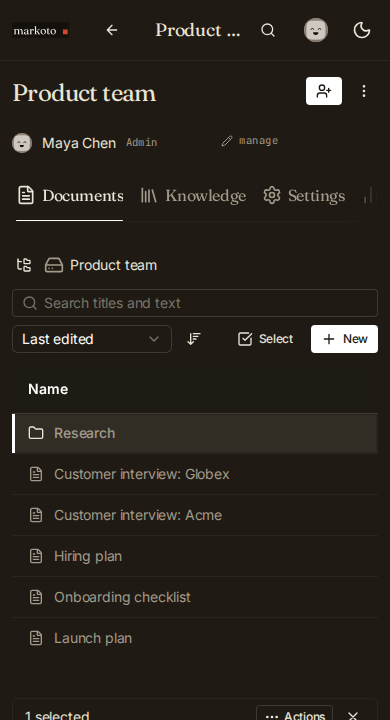 markoto
Product ...
Product team
Maya Chen Admin
manage
Documents Knowledge Settings
Product team
Search titles and text
Last edited Select New
Name
Research
Customer interview: Globex
Customer interview: Acme
Hiring plan
Onboarding checklist
Launch plan
1 selected Actions